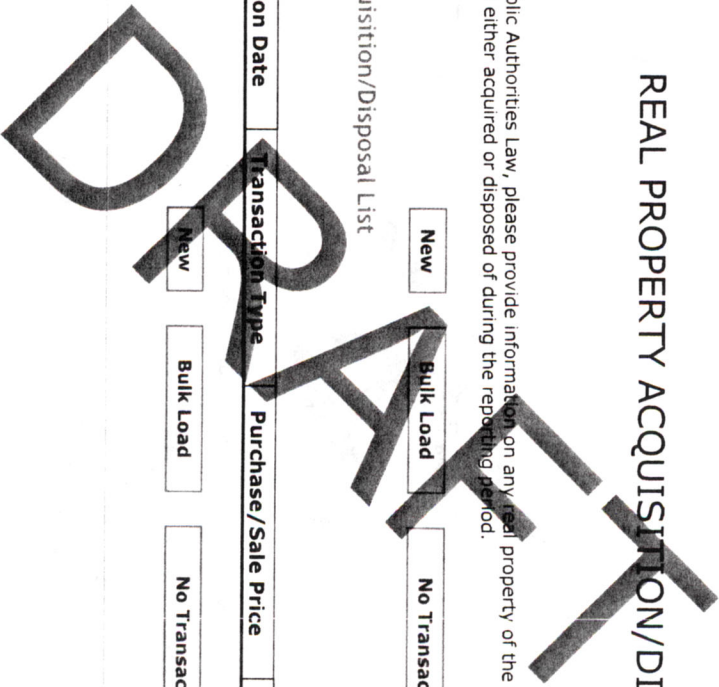 REAL PROPERTY ACQUISITION/DI
blic Authorities Law, please provide information on any real property of the
either acquired or disposed of during the reporting period.
New Bulk Load No Transac
uisition/Disposal List
on Date Transaction Type Purchase/Sale Price
New Bulk Load No Transac
DRAFT